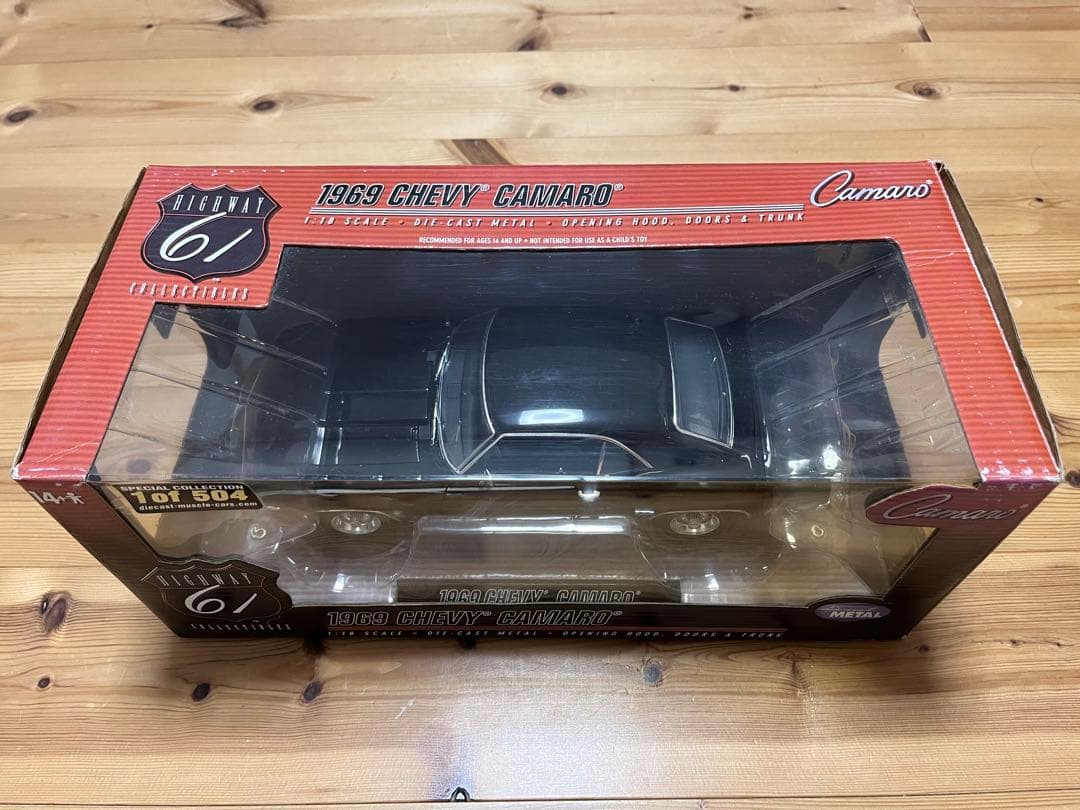 HIGHWAY
61
COLLECTIBLES
1969 CHEVY® CAMARO®
1:18 SCALE • DIE-CAST METAL • OPENING HOOD, DOORS & TRUNK
RECOMMENDED FOR AGES 14 AND UP • NOT INTENDED FOR USE AS A CHILD'S TOY
Camaro®
14+
SPECIAL COLLECTION
1 of 504
diecast-muscle-cars.com
Camaro®
HIGHWAY
61
COLLECTIBLES
1969 CHEVY® CAMARO®
1969 CHEVY® CAMARO®
1:18 SCALE • DIE-CAST METAL • OPENING HOOD, DOORS & TRUNK
METAL